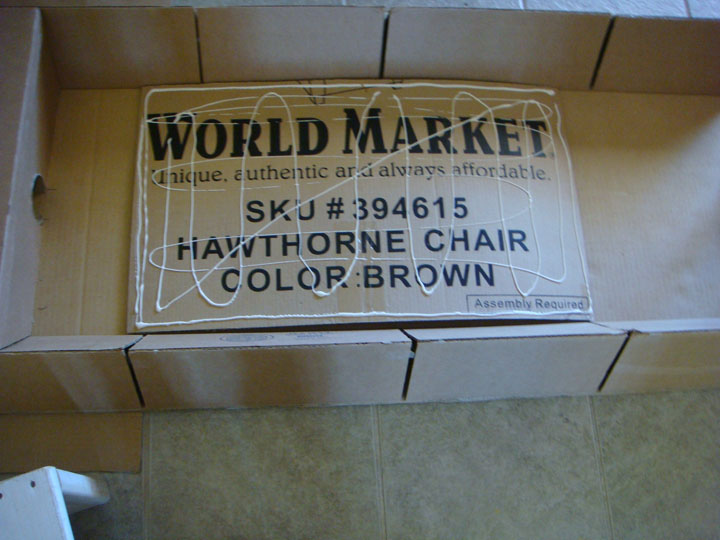 WORLD MARKET
Unique, authentic and always affordable.
SKU # 394615
HAWTHORNE CHAIR
COLOR:BROWN
Assembly Required